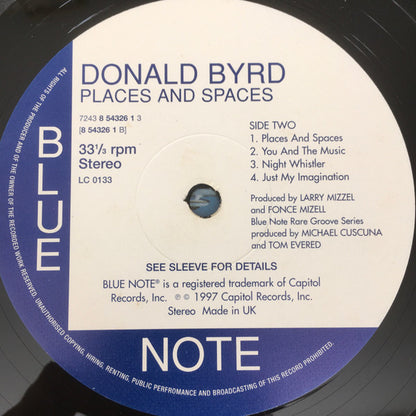 DONALD BYRD
PLACES AND SPACES
7243 8 54326 1 3
[8 54326 1 B]
33⅓ rpm
Stereo
LC 0133
SIDE TWO
1. Places And Spaces
2. You And The Music
3. Night Whistler
4. Just My Imagination
Produced by LARRY MIZZEL
and FONCE MIZELL
Blue Note Rare Groove Series
produced by MICHAEL CUSCUNA
and TOM EVERED
SEE SLEEVE FOR DETAILS
BLUE NOTE® is a registered trademark of Capitol
Records, Inc. ℗ © 1997 Capitol Records, Inc.
Stereo Made in UK
BLUE
NOTE
ALL RIGHTS OF THE PRODUCER AND OF THE OWNER OF THE RECORDED WORK RESERVED. UNAUTHORISED COPYING, HIRING, RENTING, PUBLIC PERFROMANCE AND BROADCASTING OF THIS RECORD PROHIBITED.